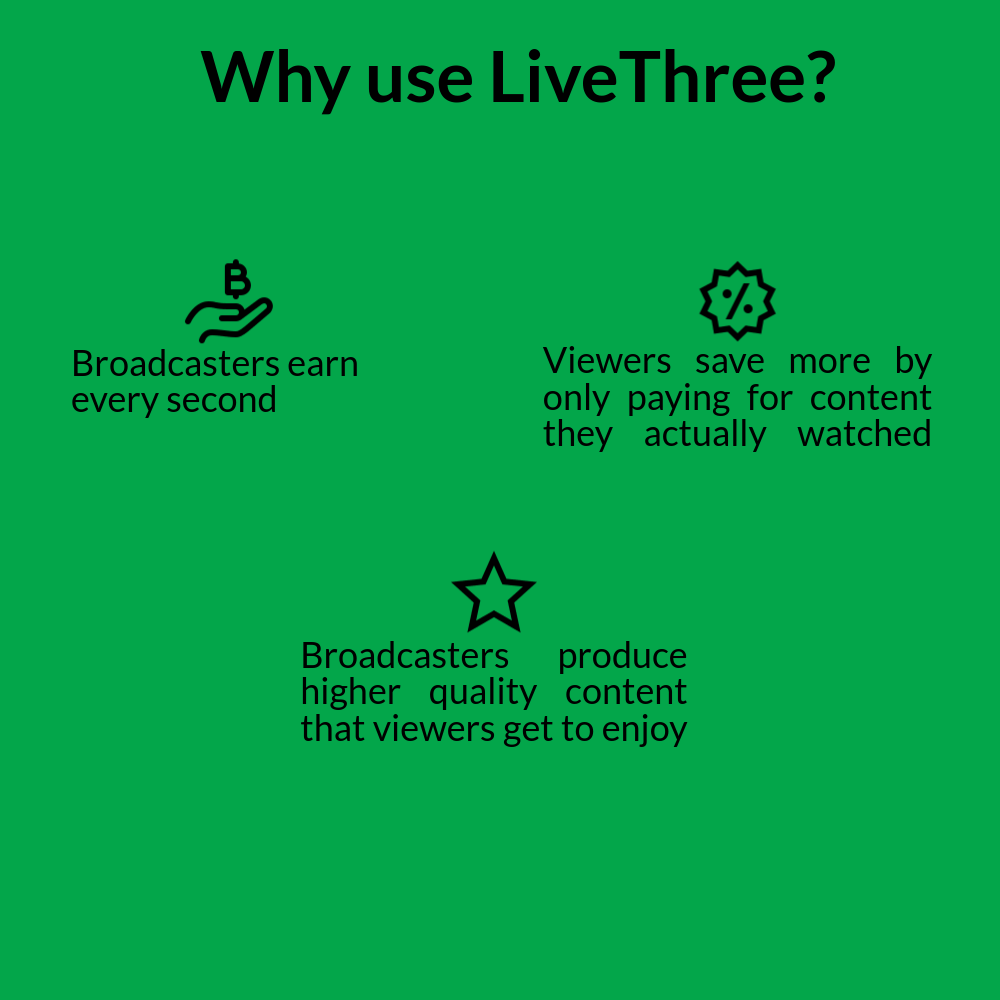 Why use LiveThree?
Broadcasters earn
every second
Viewers save more by
only paying for content
they actually watched
Broadcasters produce
higher quality content
that viewers get to enjoy